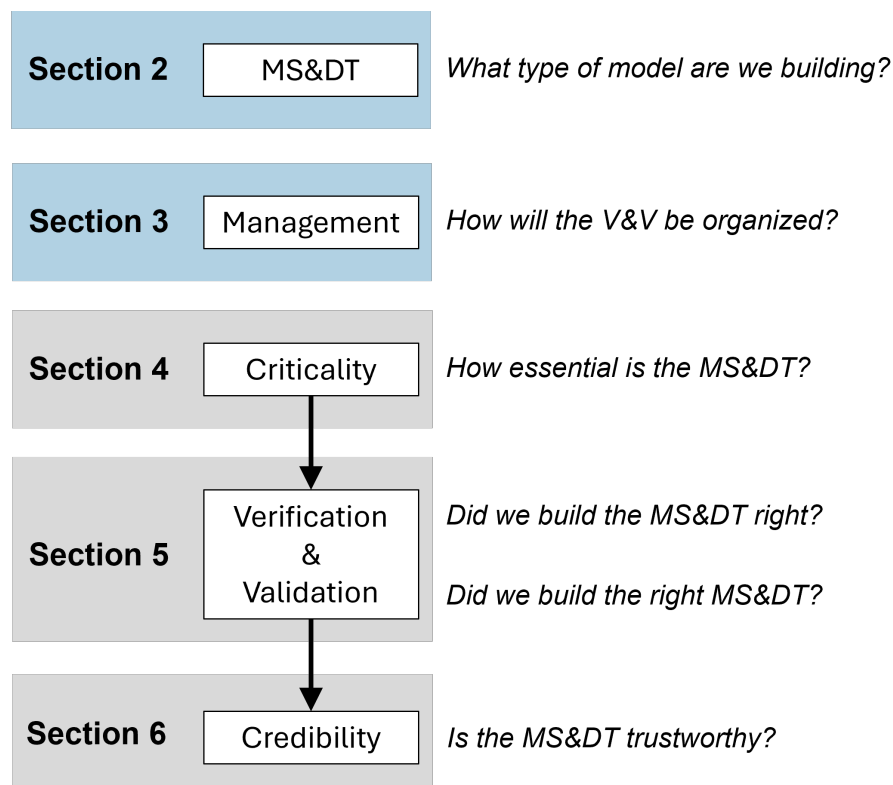 Section 2
MS&DT
What type of model are we building?
Section 3
Management
How will the V&V be organized?
Section 4
Criticality
How essential is the MS&DT?
Section 5
Verification
&
Validation
Did we build the MS&DT right?
Did we build the right MS&DT?
Section 6
Credibility
Is the MS&DT trustworthy?